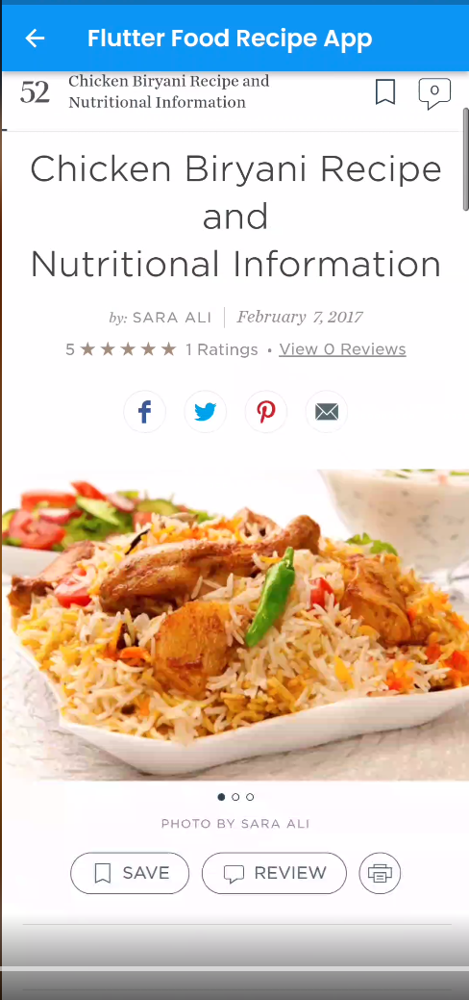 Flutter Food Recipe App
52
Chicken Biryani Recipe and
Nutritional Information
0
Chicken Biryani Recipe
and
Nutritional Information
by: SARA ALI | February 7, 2017
5 ★★★★★ 1 Ratings • View 0 Reviews
PHOTO BY SARA ALI
SAVE
REVIEW